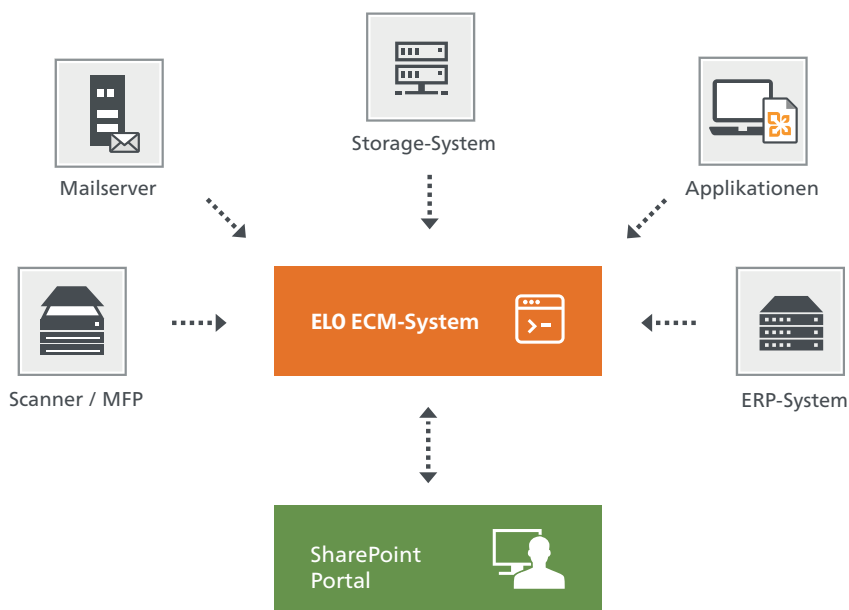 Storage-System
Mailserver
Applikationen
ELO ECM-System
Scanner / MFP
ERP-System
SharePoint
Portal